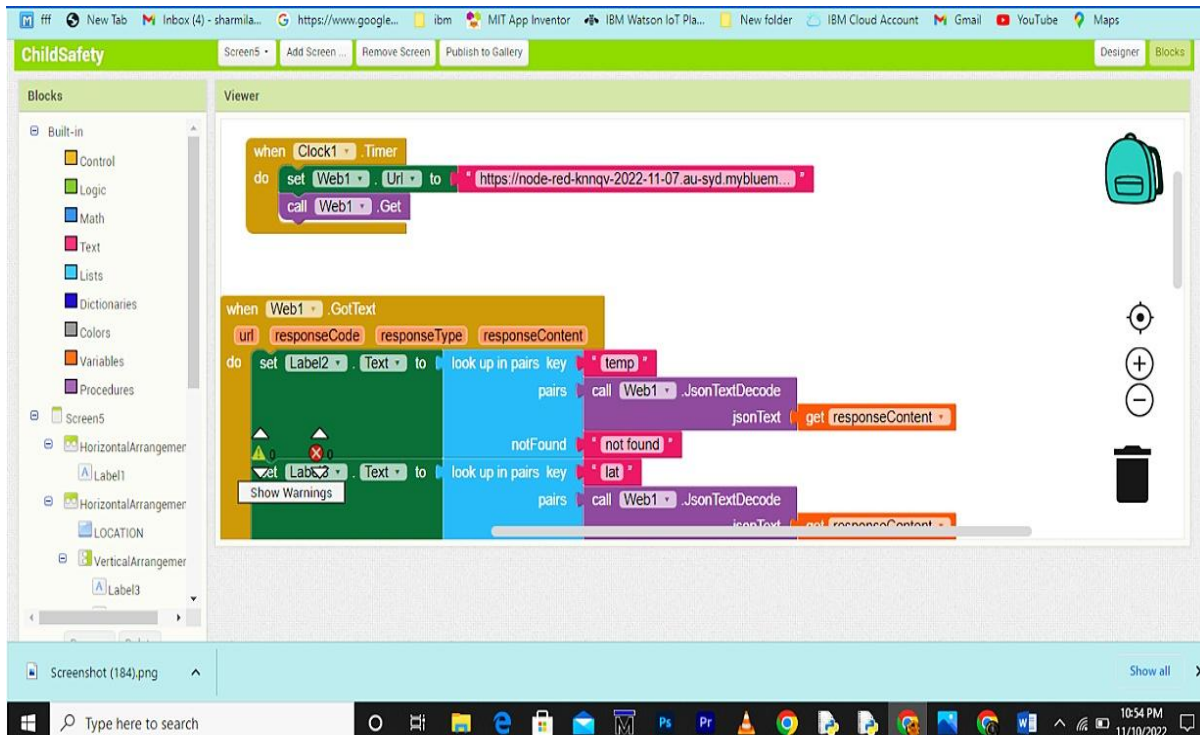 fff New Tab Inbox (4) - sharmila... https://www.google... ibm MIT App Inventor IBM Watson IoT Pla... New folder IBM Cloud Account Gmail YouTube Maps
ChildSafety Screen5 Add Screen ... Remove Screen Publish to Gallery Designer Blocks
Blocks Viewer
Built-in
Control
Logic
Math
Text
Lists
Dictionaries
Colors
Variables
Procedures
Screen5
HorizontalArrangemer
Label1
HorizontalArrangemer
LOCATION
VerticalArrangemer
Label3
when Clock1 .Timer
do set Web1 . Url to " https://node-red-knnqv-2022-11-07.au-syd.mybluem... "
call Web1 .Get
when Web1 .GotText
url responseCode responseType responseContent
do set Label2 . Text to look up in pairs key " temp "
pairs call Web1 .JsonTextDecode
jsonText get responseContent
notFound " not found "
0 0
set Label3 . Text to look up in pairs key " lat "
Show Warnings
pairs call Web1 .JsonTextDecode
jsonText get responseContent
Screenshot (184).png Show all
Type here to search Ps Pr 10:54 PM
11/10/2022